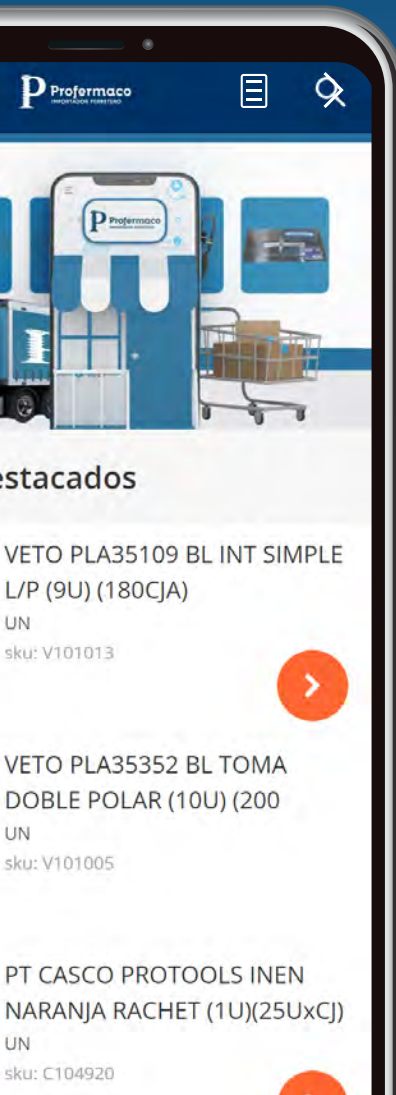 Profermaco
IMPORTADOR FERRETERO
Profermaco
estacados
VETO PLA35109 BL INT SIMPLE
L/P (9U) (180CJA)
UN
sku: V101013
VETO PLA35352 BL TOMA
DOBLE POLAR (10U) (200
UN
sku: V101005
PT CASCO PROTOOLS INEN
NARANJA RACHET (1U)(25UxCJ)
UN
sku: C104920